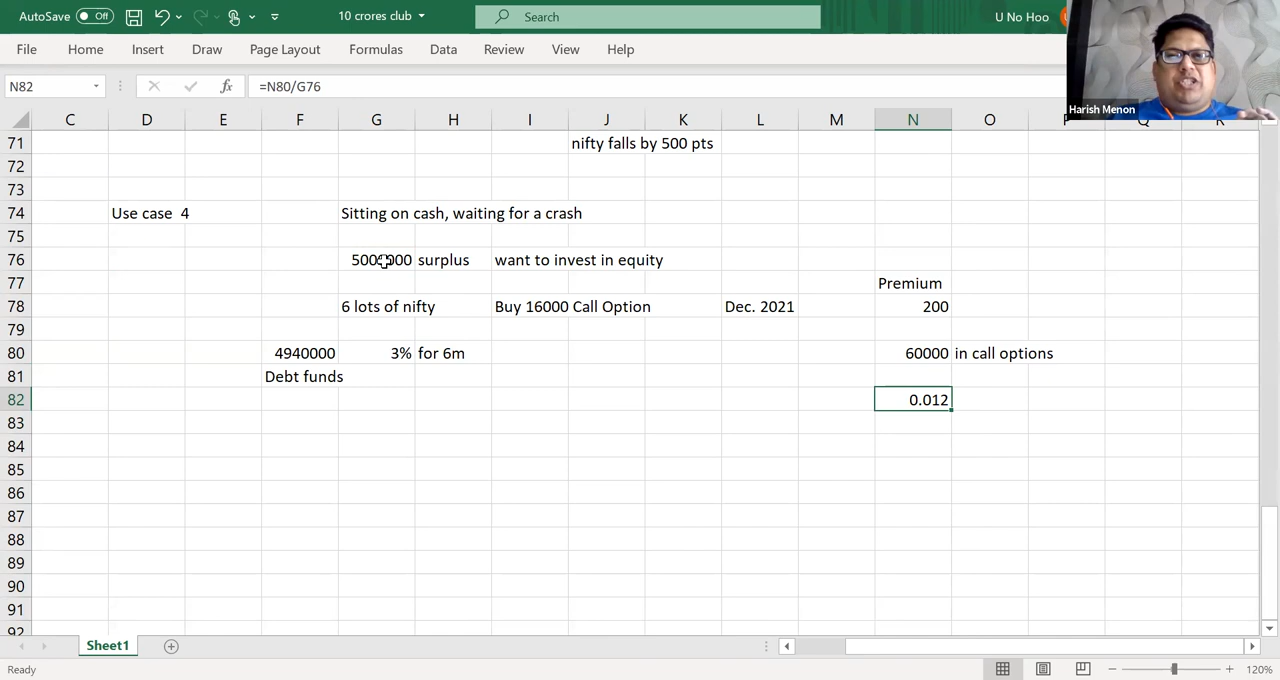 AutoSave Off 10 crores club Search U No Hoo
File Home Insert Draw Page Layout Formulas Data Review View Help
N82 fx =N80/G76
Harish Menon
C D E F G H I J K L M N O P Q R
71 nifty falls by 500 pts
72
73
74 Use case 4 Sitting on cash, waiting for a crash
75
76 5000000 surplus want to invest in equity
77 Premium
78 6 lots of nifty Buy 16000 Call Option Dec. 2021 200
79
80 4940000 3% for 6m 60000 in call options
81 Debt funds
82 0.012
83
84
85
86
87
88
89
90
91
92
Sheet1
Ready 120%